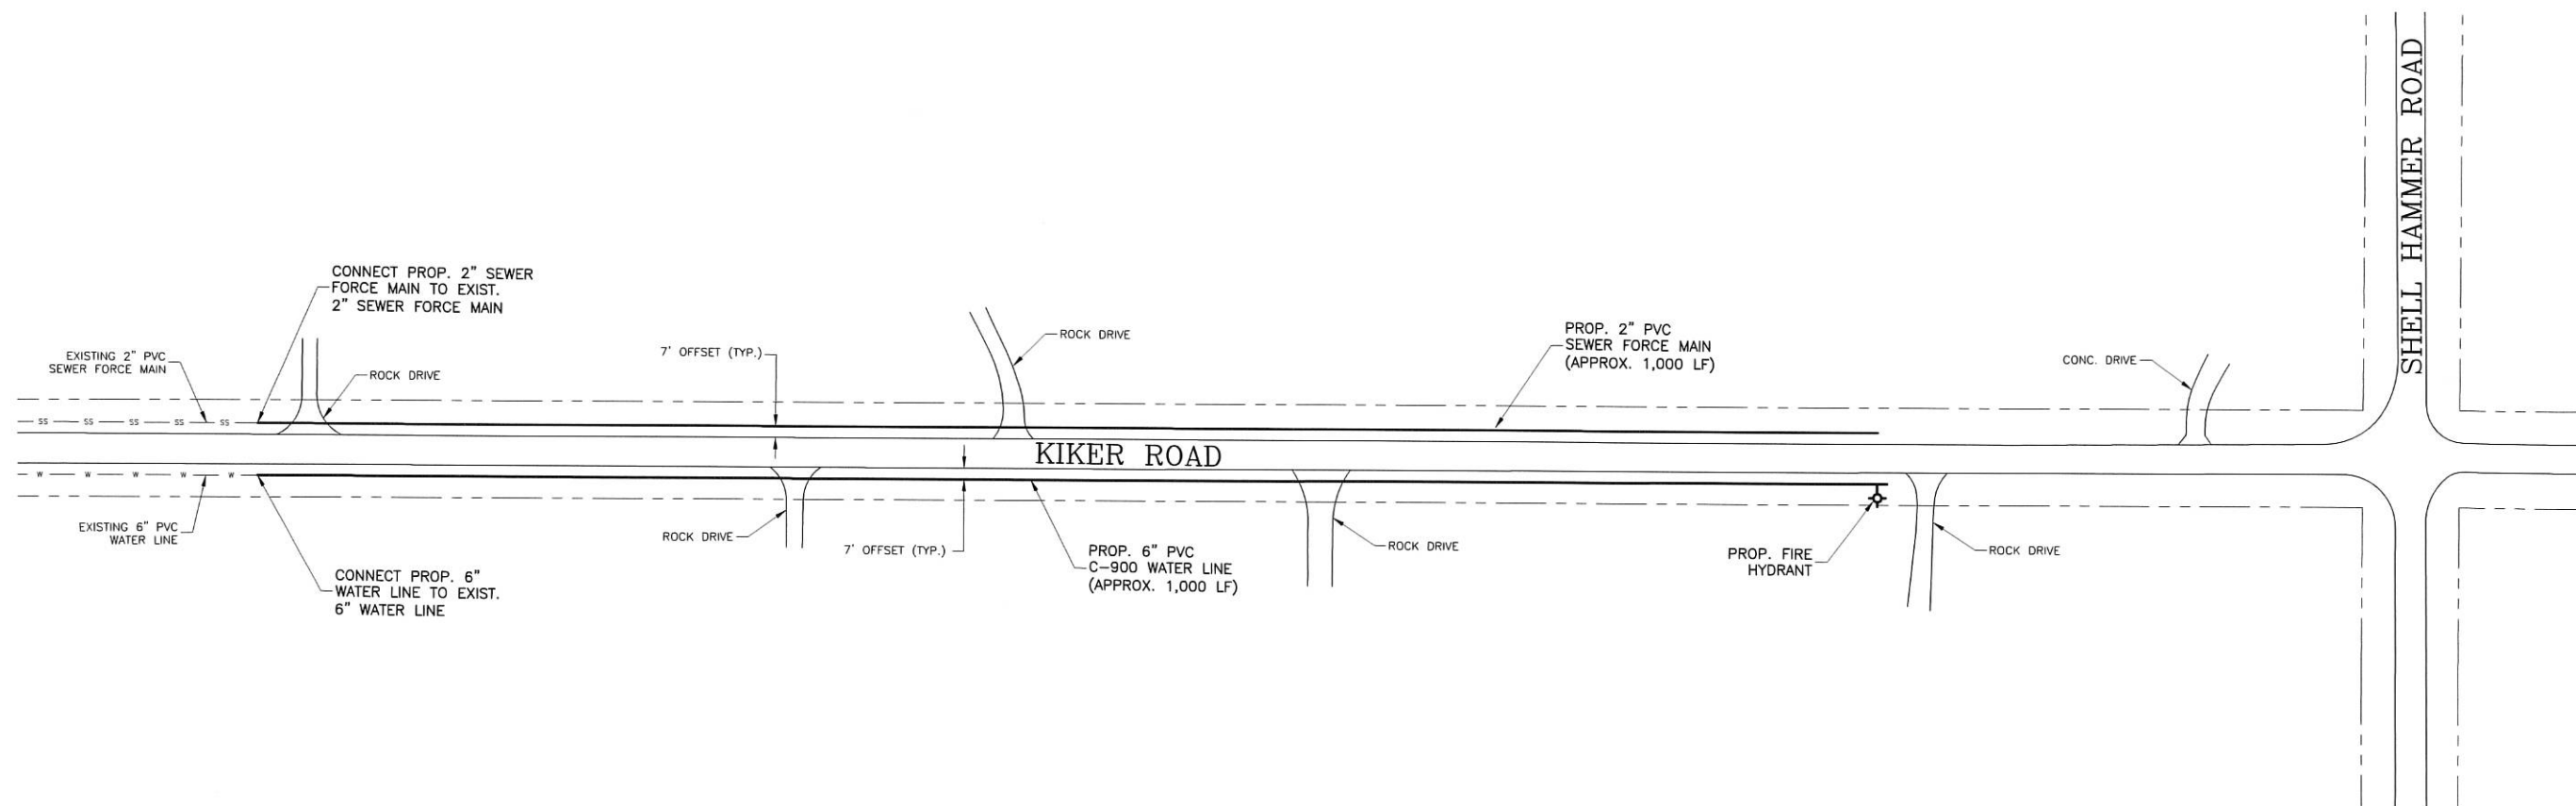 SHELL HAMMER ROAD
CONNECT PROP. 2" SEWER
FORCE MAIN TO EXIST.
2" SEWER FORCE MAIN
EXISTING 2" PVC
SEWER FORCE MAIN
ROCK DRIVE
7' OFFSET (TYP.)
ROCK DRIVE
PROP. 2" PVC
SEWER FORCE MAIN
(APPROX. 1,000 LF)
CONC. DRIVE
SS SS SS SS SS
KIKER ROAD
W W W W W
EXISTING 6" PVC
WATER LINE
CONNECT PROP. 6"
WATER LINE TO EXIST.
6" WATER LINE
ROCK DRIVE
7' OFFSET (TYP.)
PROP. 6" PVC
C-900 WATER LINE
(APPROX. 1,000 LF)
ROCK DRIVE
PROP. FIRE
HYDRANT
ROCK DRIVE